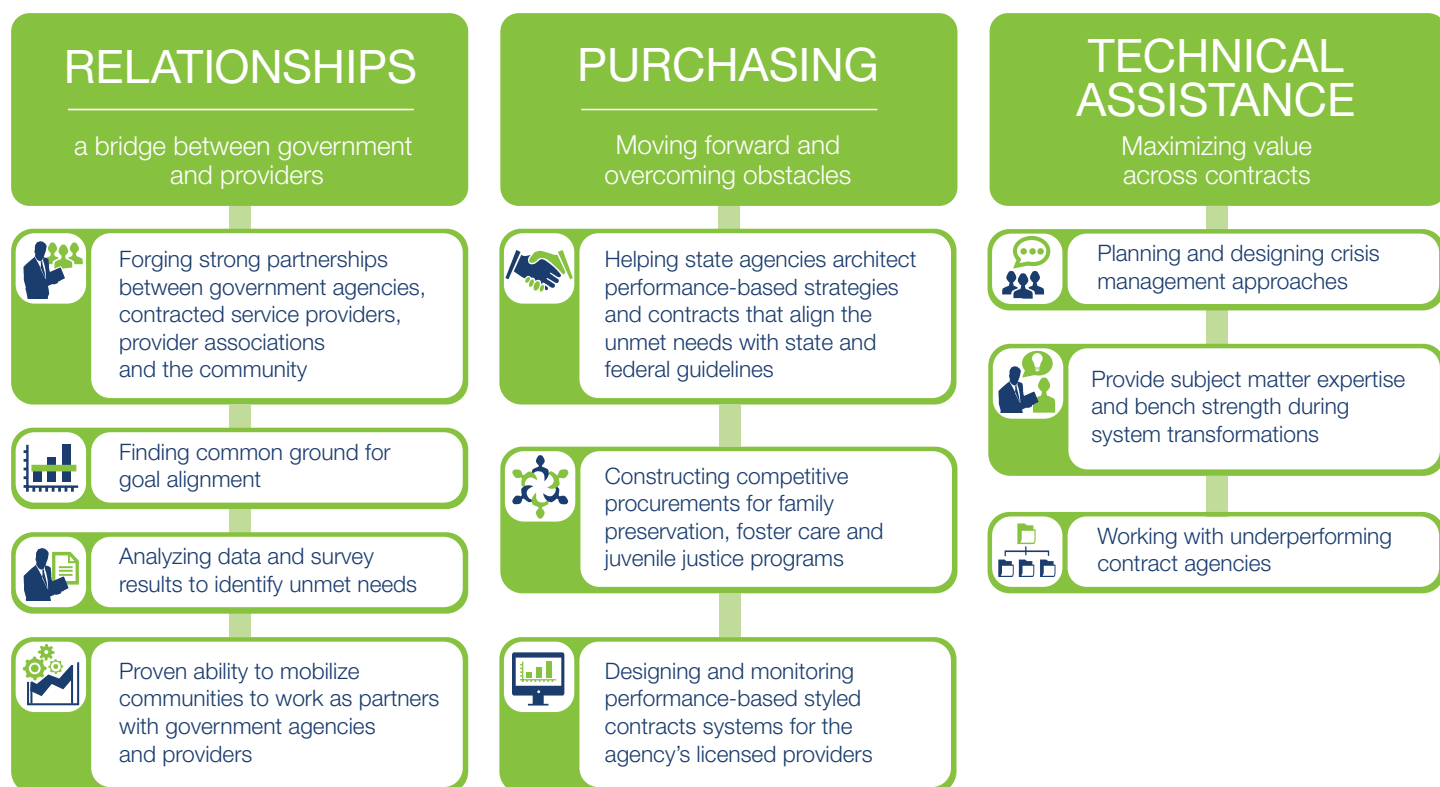 RELATIONSHIPS
a bridge between government
and providers
Forging strong partnerships
between government agencies,
contracted service providers,
provider associations
and the community
Finding common ground for
goal alignment
Analyzing data and survey
results to identify unmet needs
Proven ability to mobilize
communities to work as partners
with government agencies
and providers
PURCHASING
Moving forward and
overcoming obstacles
Helping state agencies architect
performance-based strategies
and contracts that align the
unmet needs with state and
federal guidelines
Constructing competitive
procurements for family
preservation, foster care and
juvenile justice programs
Designing and monitoring
performance-based styled
contracts systems for the
agency’s licensed providers
TECHNICAL
ASSISTANCE
Maximizing value
across contracts
Planning and designing crisis
management approaches
Provide subject matter expertise
and bench strength during
system transformations
Working with underperforming
contract agencies